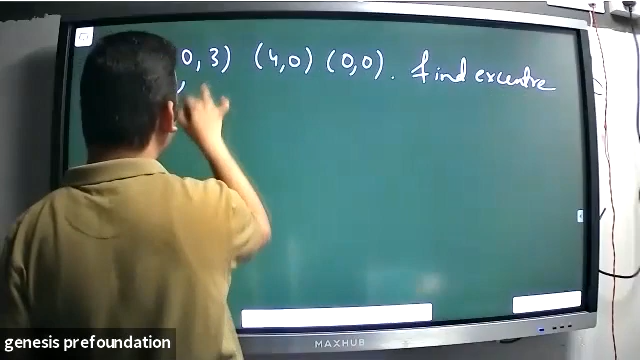 0, 3) (4, 0) (0, 0). find excentre
MAXHUB
genesis prefoundation